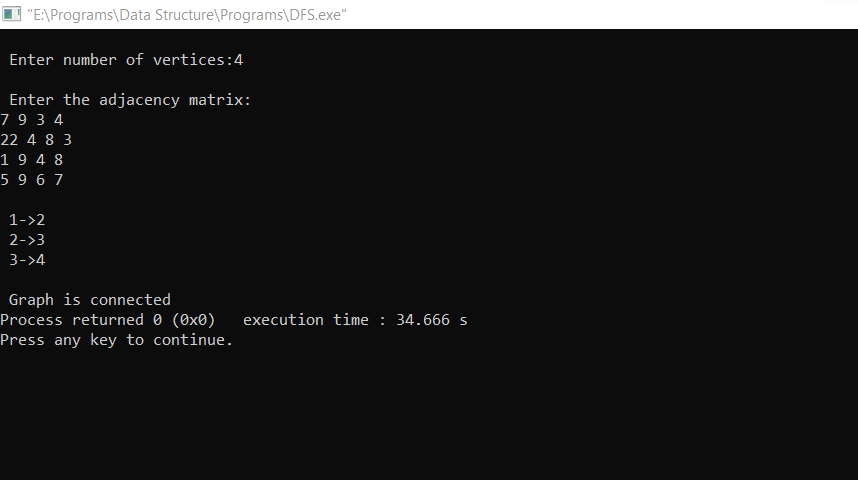 "E:\Programs\Data Structure\Programs\DFS.exe"
Enter number of vertices:4
Enter the adjacency matrix:
7 9 3 4
22 4 8 3
1 9 4 8
5 9 6 7
1->2
2->3
3->4
Graph is connected
Process returned 0 (0x0)   execution time : 34.666 s
Press any key to continue.